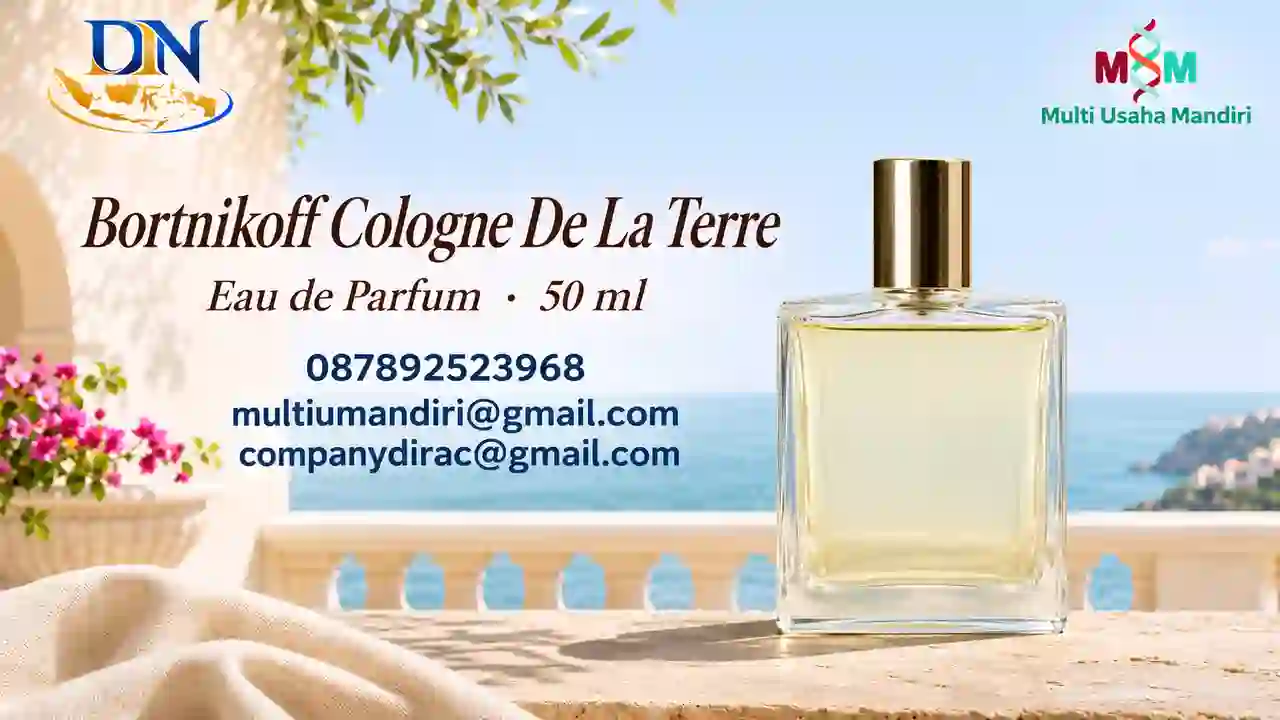 DN
MSM
Multi Usaha Mandiri
Bortnikoff Cologne De La Terre
Eau de Parfum · 50 ml
087892523968
multiumandiri@gmail.com
companydirac@gmail.com